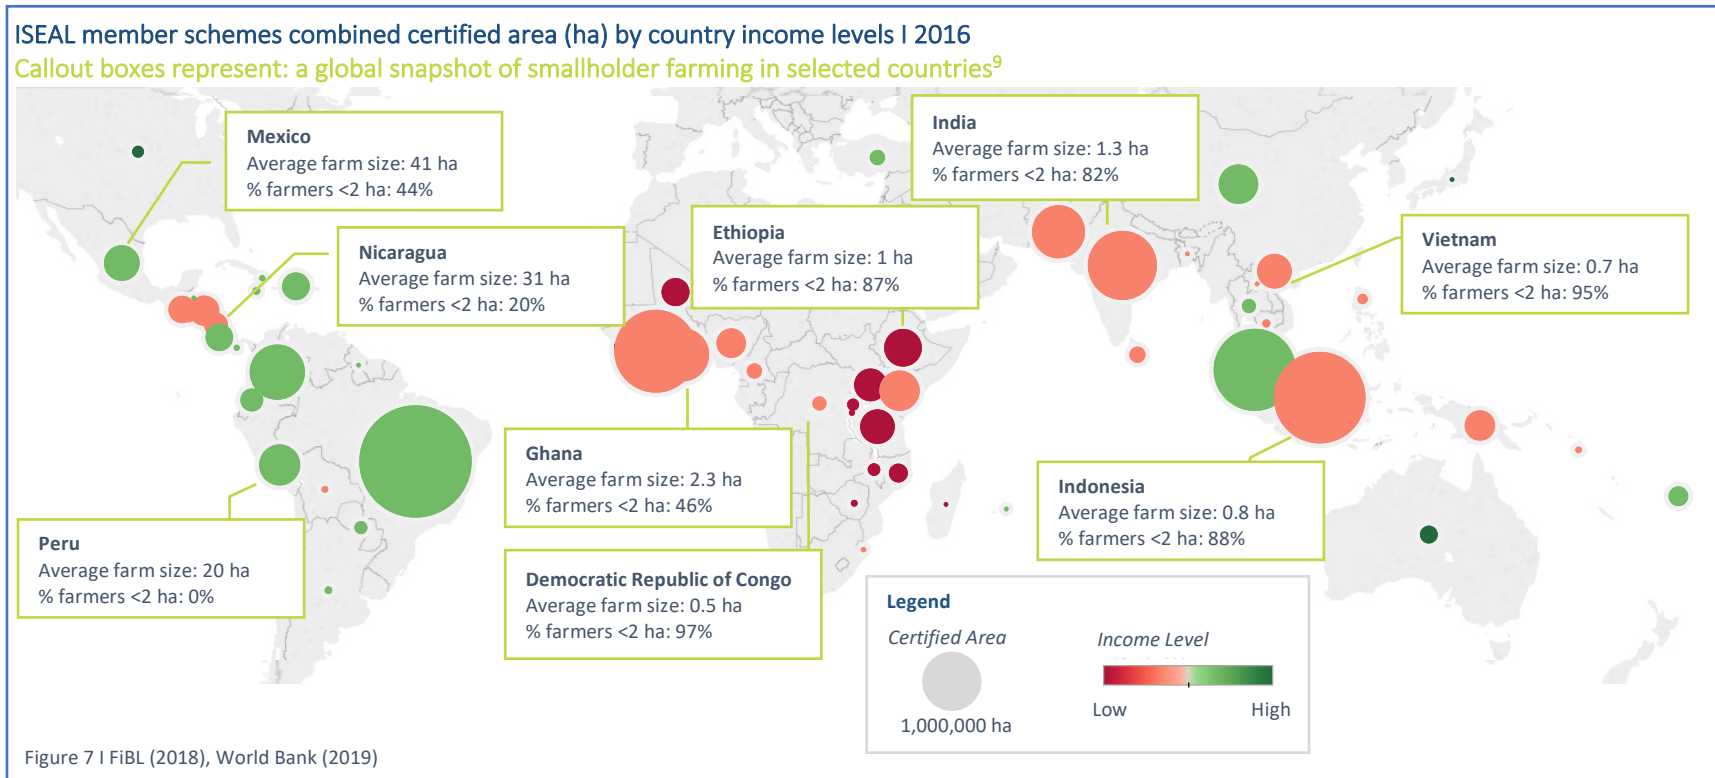 ISEAL member schemes combined certified area (ha) by country income levels I 2016
Callout boxes represent: a global snapshot of smallholder farming in selected countries9
Mexico
Average farm size: 41 ha
% farmers <2 ha: 44%
India
Average farm size: 1.3 ha
% farmers <2 ha: 82%
Nicaragua
Average farm size: 31 ha
% farmers <2 ha: 20%
Ethiopia
Average farm size: 1 ha
% farmers <2 ha: 87%
Vietnam
Average farm size: 0.7 ha
% farmers <2 ha: 95%
Ghana
Average farm size: 2.3 ha
% farmers <2 ha: 46%
Indonesia
Average farm size: 0.8 ha
% farmers <2 ha: 88%
Peru
Average farm size: 20 ha
% farmers <2 ha: 0%
Democratic Republic of Congo
Average farm size: 0.5 ha
% farmers <2 ha: 97%
Legend
Certified Area
1,000,000 ha
Income Level
Low
High
Figure 7 I FiBL (2018), World Bank (2019)